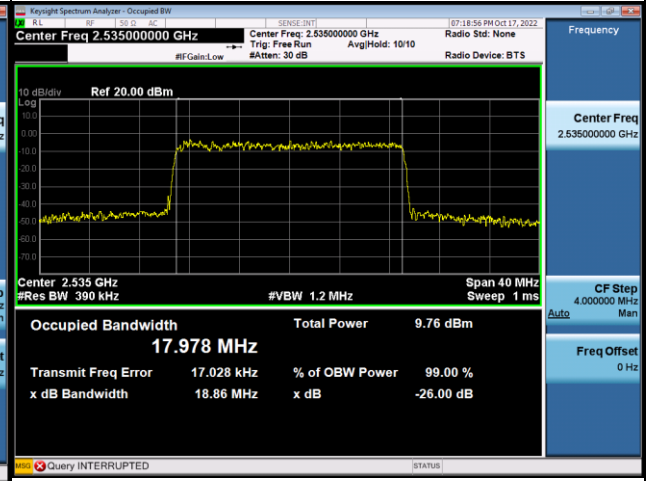 Keysight Spectrum Analyzer - Occupied BW
RL RF 50 Ω AC SENSE:INT 07:18:56 PM Oct 17, 2022
Center Freq 2.535000000 GHz
Center Freq: 2.535000000 GHz
Radio Std: None
Trig: Free Run Avg|Hold: 10/10
#IFGain:Low #Atten: 30 dB Radio Device: BTS
10 dB/div Ref 20.00 dBm
Log
10.0
0.00
-10.0
-20.0
-30.0
-40.0
-50.0
-60.0
-70.0
Center 2.535 GHz Span 40 MHz
#Res BW 390 kHz #VBW 1.2 MHz Sweep 1 ms
Occupied Bandwidth Total Power 9.76 dBm
17.978 MHz
Transmit Freq Error 17.028 kHz % of OBW Power 99.00 %
x dB Bandwidth 18.86 MHz x dB -26.00 dB
MSG Query INTERRUPTED STATUS
Frequency
Center Freq
2.535000000 GHz
CF Step
4.000000 MHz
Auto Man
Freq Offset
0 Hz